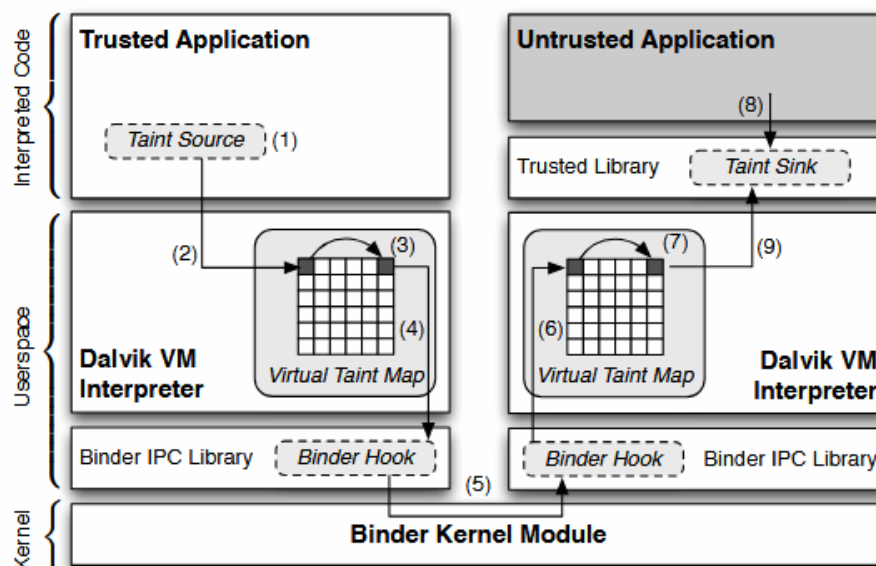 Interpreted Code
Trusted Application
Taint Source
(1)
Untrusted Application
(8)
Trusted Library
Taint Sink
Userspace
(2)
(3)
(4)
Virtual Taint Map
Dalvik VM
Interpreter
(6)
(7)
(9)
Virtual Taint Map
Dalvik VM
Interpreter
Binder IPC Library
Binder Hook
(5)
Binder Hook
Binder IPC Library
Kernel
Binder Kernel Module